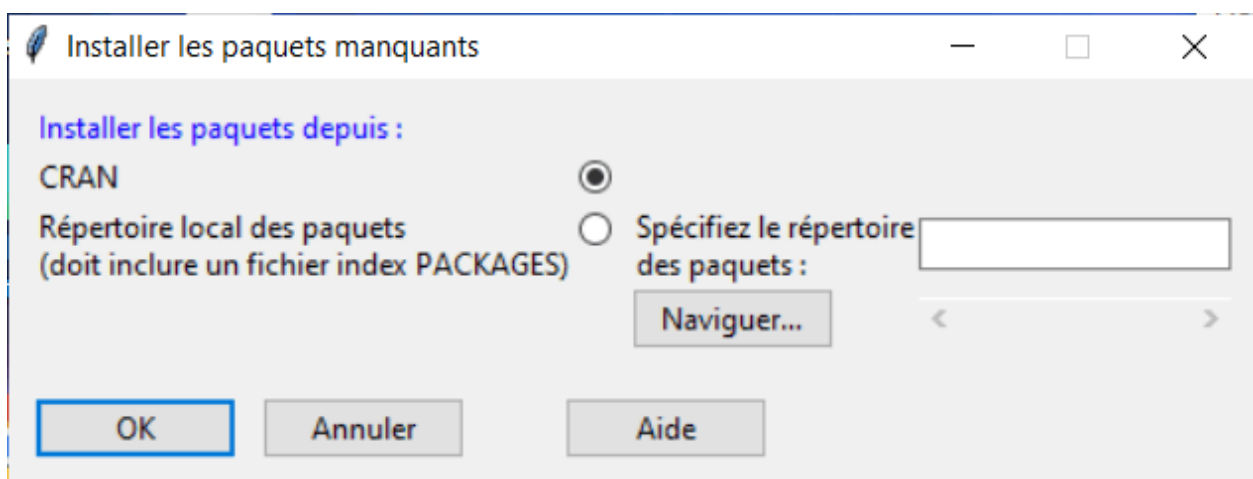 Installer les paquets manquants
Installer les paquets depuis :
CRAN
Répertoire local des paquets
(doit inclure un fichier index PACKAGES)
Spécifiez le répertoire
des paquets :
Naviguer...
OK
Annuler
Aide